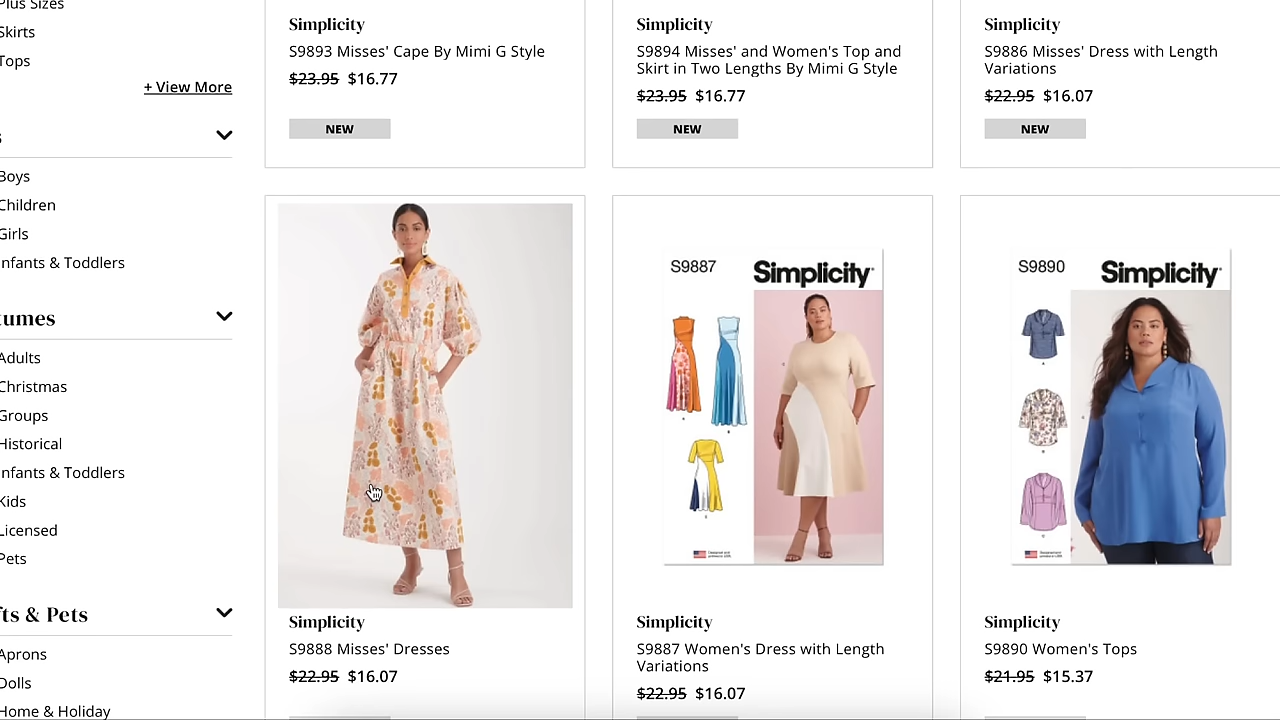 Plus Sizes
Skirts
Tops
+ View More
s
Boys
Children
Girls
nfants & Toddlers
tumes
Adults
Christmas
Groups
Historical
nfants & Toddlers
Kids
Licensed
Pets
fts & Pets
Aprons
Dolls
Home & Holiday
Simplicity
S9893 Misses' Cape By Mimi G Style
$23.95 $16.77
NEW
Simplicity
S9894 Misses' and Women's Top and
Skirt in Two Lengths By Mimi G Style
$23.95 $16.77
NEW
Simplicity
S9886 Misses' Dress with Length
Variations
$22.95 $16.07
NEW
Simplicity
S9888 Misses' Dresses
$22.95 $16.07
S9887 Simplicity
Simplicity
S9887 Women's Dress with Length
Variations
$22.95 $16.07
S9890 Simplicity
Simplicity
S9890 Women's Tops
$21.95 $15.37